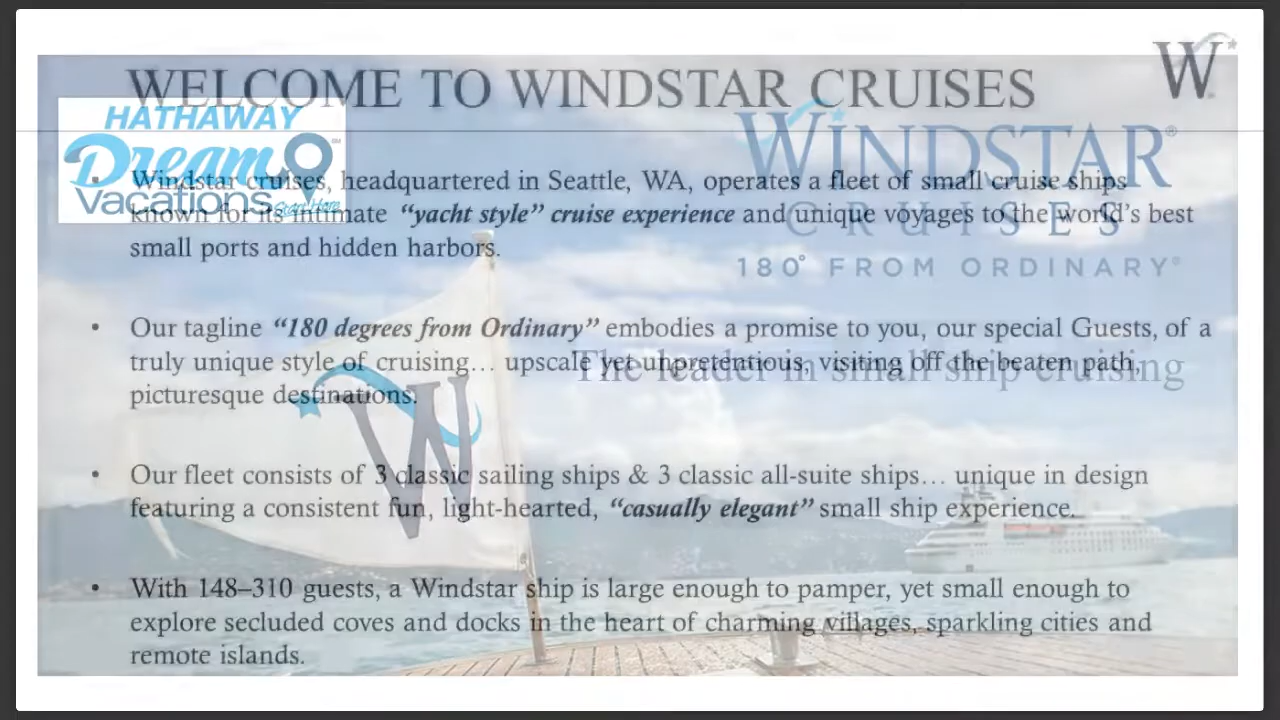 WELCOME TO WINDSTAR CRUISES
W
HATHAWAY
Dream
Vacations
Start Here
SM
WINDSTAR®
CRUISES
180° FROM ORDINARY®
The leader in small ship cruising
• Windstar cruises, headquartered in Seattle, WA, operates a fleet of small cruise ships
known for its intimate “yacht style” cruise experience and unique voyages to the world’s best
small ports and hidden harbors.
• Our tagline “180 degrees from Ordinary” embodies a promise to you, our special Guests, of a
truly unique style of cruising… upscale yet unpretentious, visiting off the beaten path,
picturesque destinations.
W
• Our fleet consists of 3 classic sailing ships & 3 classic all-suite ships… unique in design
featuring a consistent fun, light-hearted, “casually elegant” small ship experience.
• With 148–310 guests, a Windstar ship is large enough to pamper, yet small enough to
explore secluded coves and docks in the heart of charming villages, sparkling cities and
remote islands.